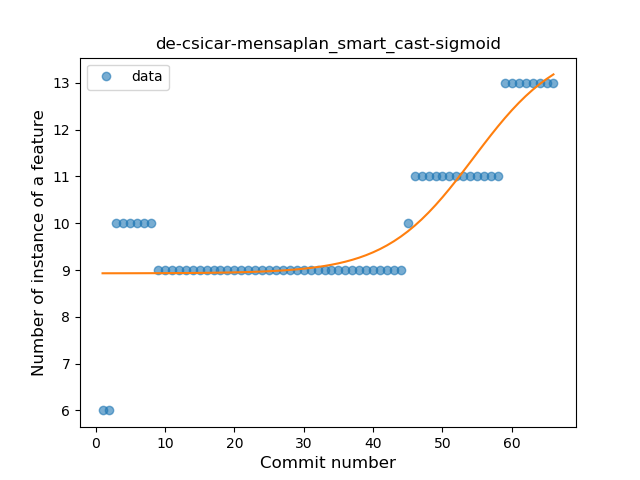 de-csicar-mensaplan_smart_cast-sigmoid
data
Number of instance of a feature
13
12
11
10
9
8
7
6
0 10 20 30 40 50 60
Commit number